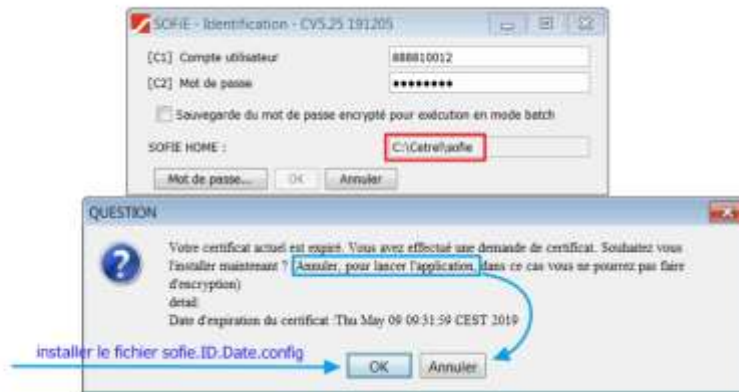 SOFiE - Identification - CV5.25 191205
[C1] Compte utilisateur
888810012
[C2] Mot de passe
••••••••
Sauvegarde du mot de passe encrypté pour exécution en mode batch
SOFIE HOME :
C:\Cetrel\sofie
Mot de passe... OK Annuler
QUESTION
Votre certificat actuel est expiré. Vous avez effectué une demande de certificat. Souhaitez vous
l'installer maintenant ? (Annuler, pour lancer l'application, dans ce cas vous ne pourrez pas faire
d'encryption)
detail:
Date d'expiration du certificat :Thu May 09 09:31:59 CEST 2019
installer le fichier sofie.ID.Date.config
OK Annuler